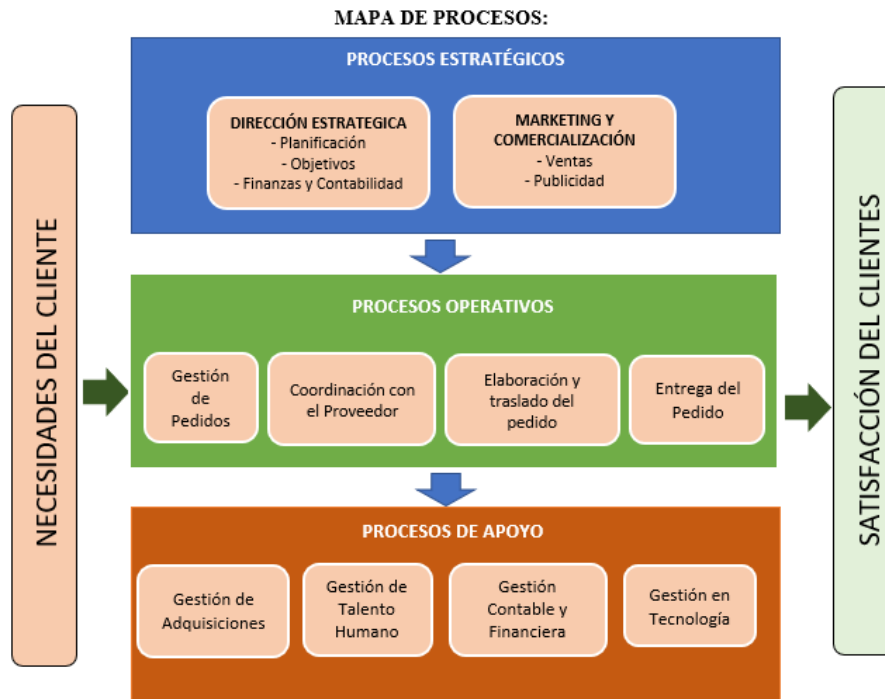 MAPA DE PROCESOS:
PROCESOS ESTRATÉGICOS
DIRECCIÓN ESTRATEGICA
- Planificación
- Objetivos
- Finanzas y Contabilidad
MARKETING Y
COMERCIALIZACIÓN
- Ventas
- Publicidad
NECESIDADES DEL CLIENTE
PROCESOS OPERATIVOS
Gestión
de
Pedidos
Coordinación con
el Proveedor
Elaboración y
traslado del
pedido
Entrega del
Pedido
SATISFACCIÓN DEL CLIENTES
PROCESOS DE APOYO
Gestión de
Adquisiciones
Gestión de
Talento
Humano
Gestión
Contable y
Financiera
Gestión en
Tecnología